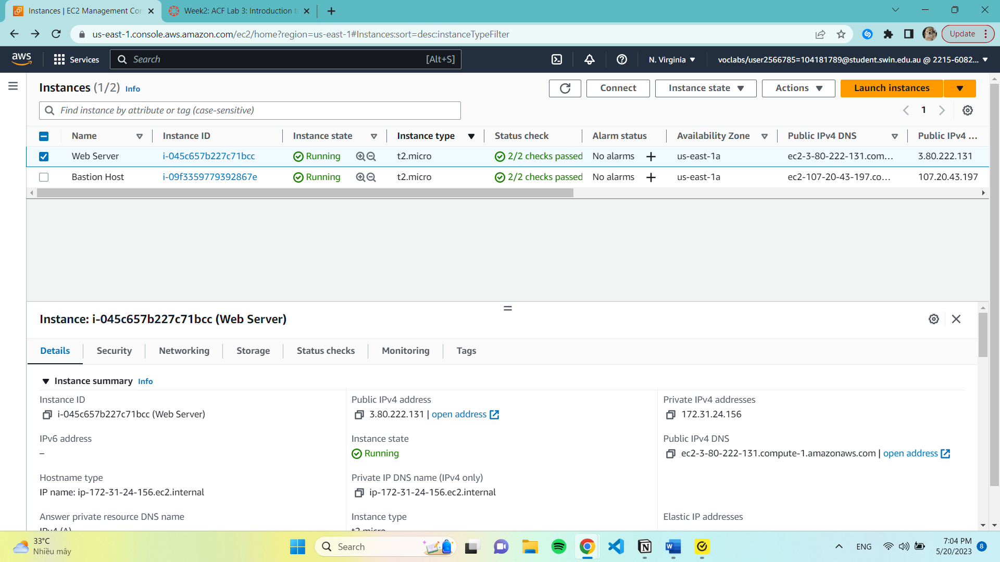 Instances | EC2 Management Con
Week2: ACF Lab 3: Introduction to
us-east-1.console.aws.amazon.com/ec2/home?region=us-east-1#Instances:sort=desc:instanceTypeFilter
Update
aws
Services
Search
[Alt+S]
N. Virginia
voclabs/user2566785=104181789@student.swin.edu.au @ 2215-6082...
Instances (1/2) Info
Connect
Instance state
Actions
Launch instances
Find instance by attribute or tag (case-sensitive)
1
Name
Instance ID
Instance state
Instance type
Status check
Alarm status
Availability Zone
Public IPv4 DNS
Public IPv4 ...
Web Server
i-045c657b227c71bcc
Running
t2.micro
2/2 checks passed
No alarms
us-east-1a
ec2-3-80-222-131.com...
3.80.222.131
Bastion Host
i-09f3359779392867e
Running
t2.micro
2/2 checks passed
No alarms
us-east-1a
ec2-107-20-43-197.co...
107.20.43.197
Instance: i-045c657b227c71bcc (Web Server)
Details
Security
Networking
Storage
Status checks
Monitoring
Tags
Instance summary Info
Instance ID
i-045c657b227c71bcc (Web Server)
Public IPv4 address
3.80.222.131 | open address
Private IPv4 addresses
172.31.24.156
IPv6 address
–
Instance state
Running
Public IPv4 DNS
ec2-3-80-222-131.compute-1.amazonaws.com | open address
Hostname type
IP name: ip-172-31-24-156.ec2.internal
Private IP DNS name (IPv4 only)
ip-172-31-24-156.ec2.internal
Answer private resource DNS name
IPv4 (A)
Instance type
t2.micro
Elastic IP addresses
33°C
Nhiều mây
Search
ENG
7:04 PM
5/20/2023
8